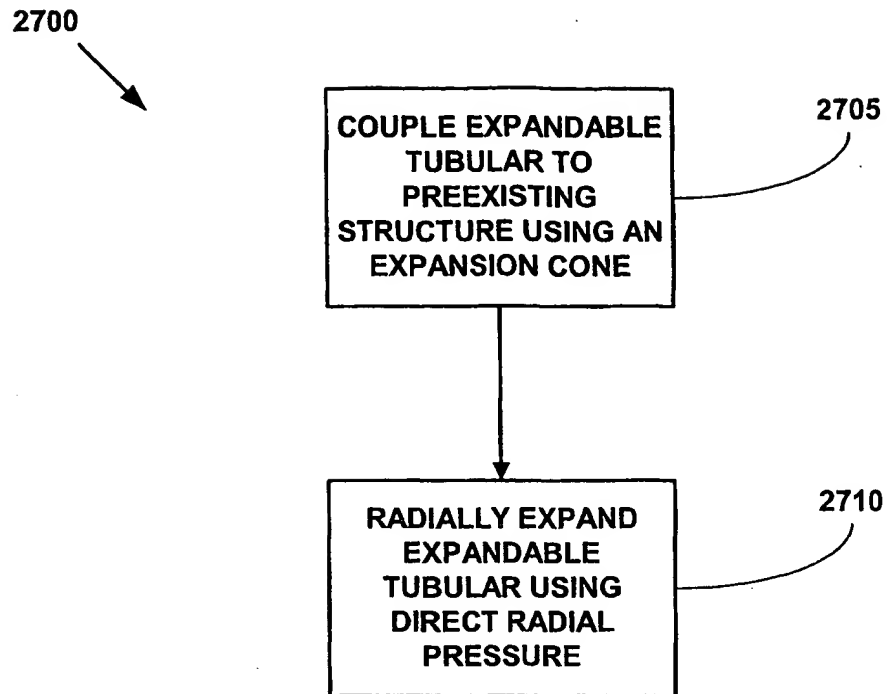 2700
COUPLE EXPANDABLE
TUBULAR TO
PREEXISTING
STRUCTURE USING AN
EXPANSION CONE
2705
RADIALLY EXPAND
EXPANDABLE
TUBULAR USING
DIRECT RADIAL
PRESSURE
2710